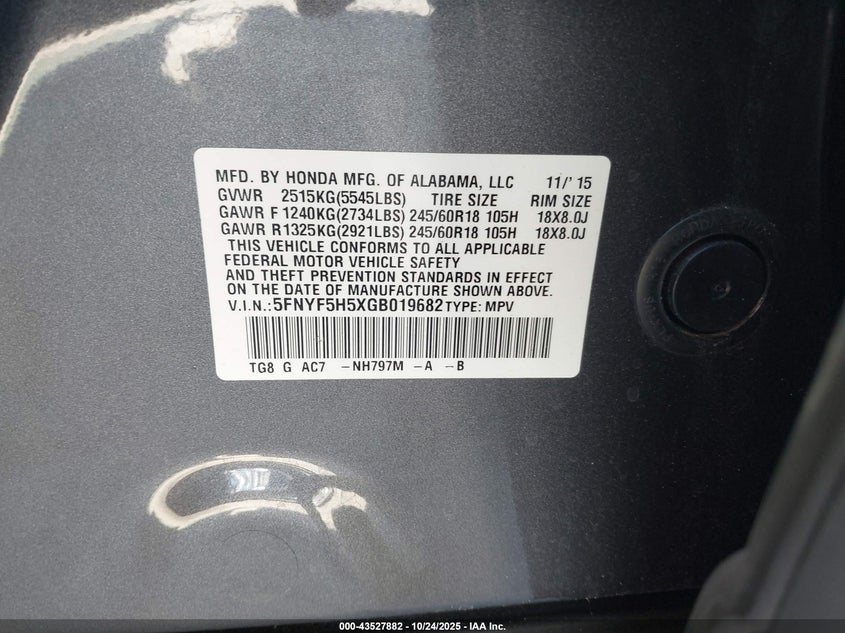 MFD. BY HONDA MFG. OF ALABAMA, LLC 11/' 15
GVWR 2515KG(5545LBS) TIRE SIZE RIM SIZE
GAWR F 1240KG(2734LBS) 245/60R18 105H 18X8.0J
GAWR R1325KG(2921LBS) 245/60R18 105H 18X8.0J
THIS VEHICLE CONFORMS TO ALL APPLICABLE
FEDERAL MOTOR VEHICLE SAFETY
AND THEFT PREVENTION STANDARDS IN EFFECT
ON THE DATE OF MANUFACTURE SHOWN ABOVE.
V.I.N.:5FNYF5H5XGB019682 TYPE: MPV
TG8 G AC7 -NH797M -A -B
000-43527882 - 10/24/2025 - IAA Inc.